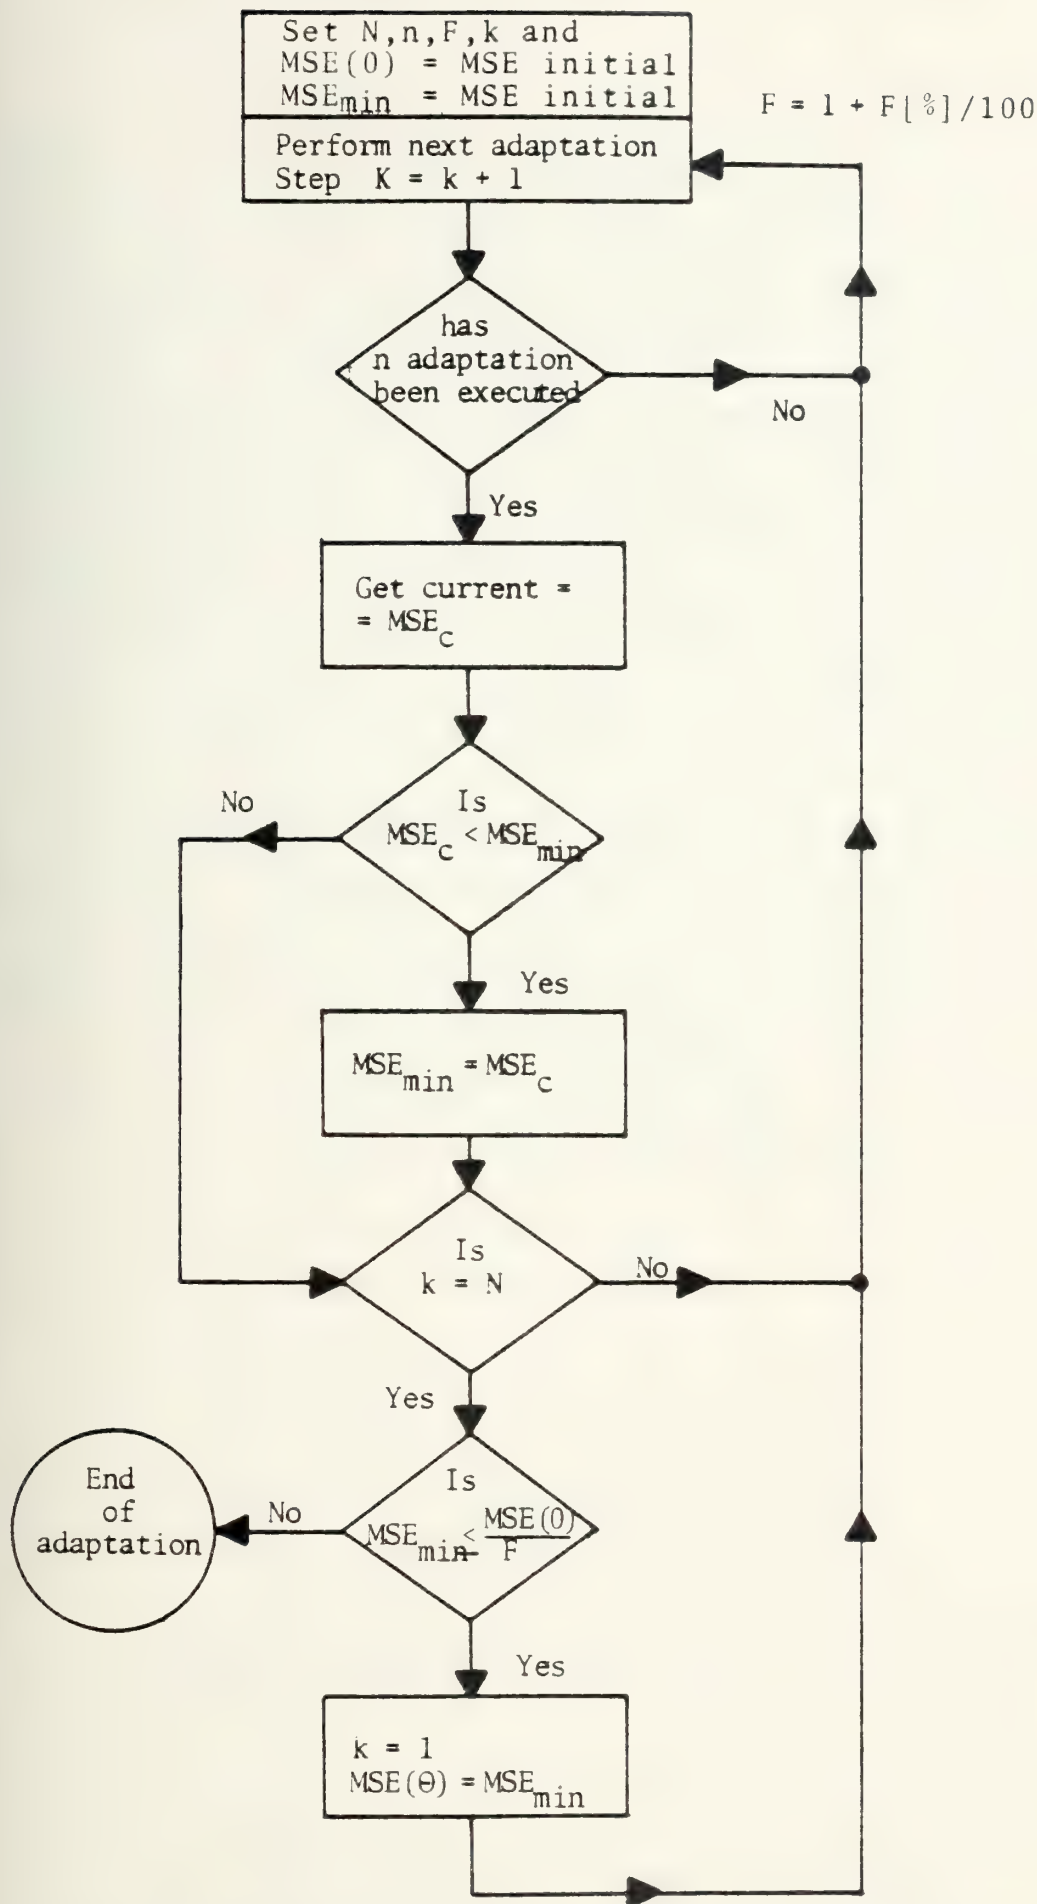 Set N,n,F,k and
MSE(0) = MSE initial
MSEmin = MSE initial
F = 1 + F[%]/100
Perform next adaptation
Step K = k + 1
has
n adaptation
been executed
No
Yes
Get current =
= MSEc
Is
MSEc < MSEmin
No
Yes
MSEmin = MSEc
Is
k = N
No
Yes
Is
MSEmin ≤ MSE(0)/F
No
End
of
adaptation
Yes
k = 1
MSE(Θ) = MSEmin